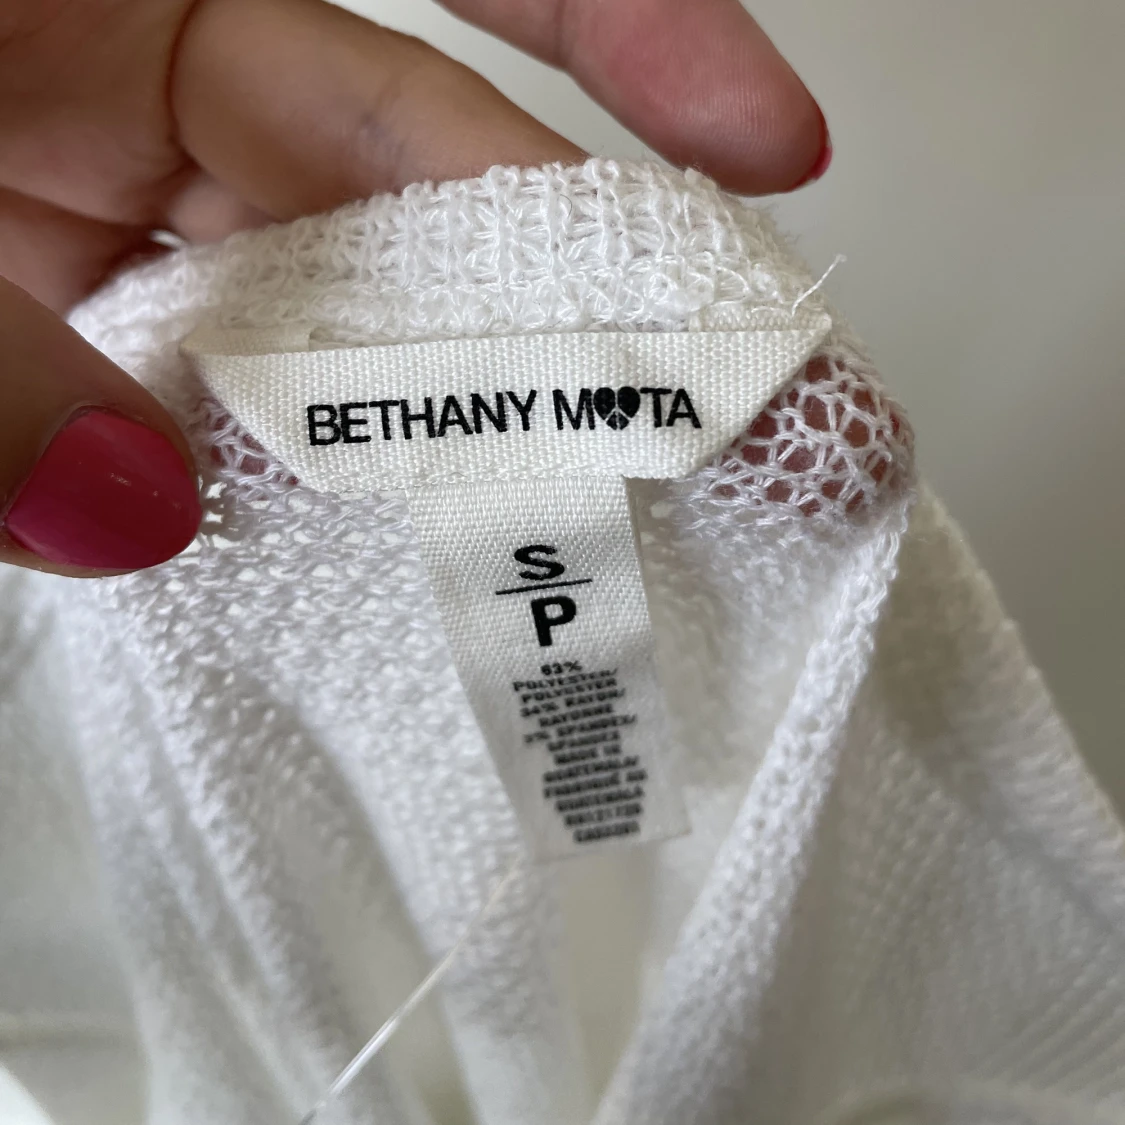 BETHANY MOTA
S
P
63%
POLYESTER/
POLYESTER
34% RAYON/
RAYONNE
3% SPANDEX/
SPANDEX
MADE IN
GUATEMALA/
FABRIQUÉ AU
GUATEMALA